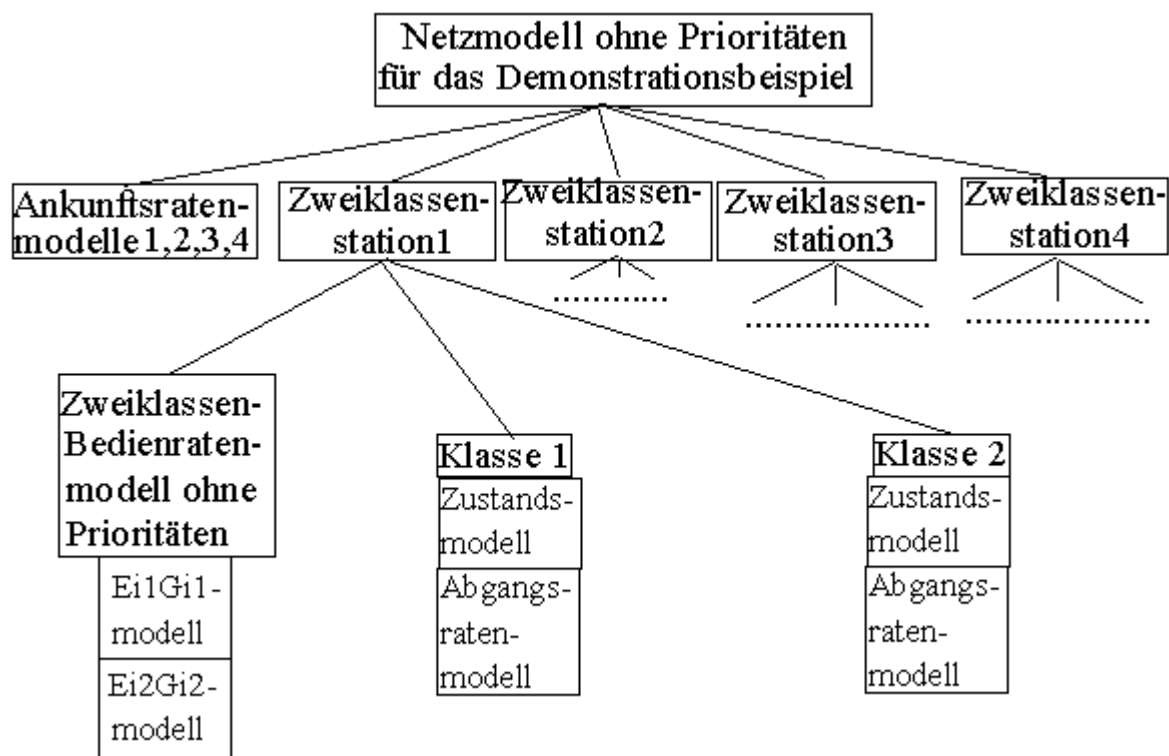 Netzmodell ohne Prioritäten
für das Demonstrationsbeispiel
Ankunftsraten-
modelle1,2,3,4
Zweiklassen-
station1
Zweiklassen-
station2
Zweiklassen-
station3
Zweiklassen-
station4
Zweiklassen-
Bedienraten-
modell ohne
Prioritäten
Ei1Gi1-
modell
Ei2Gi2-
modell
Klasse 1
Zustands-
modell
Abgangs-
raten-
modell
Klasse 2
Zustands-
modell
Abgangs-
raten-
modell